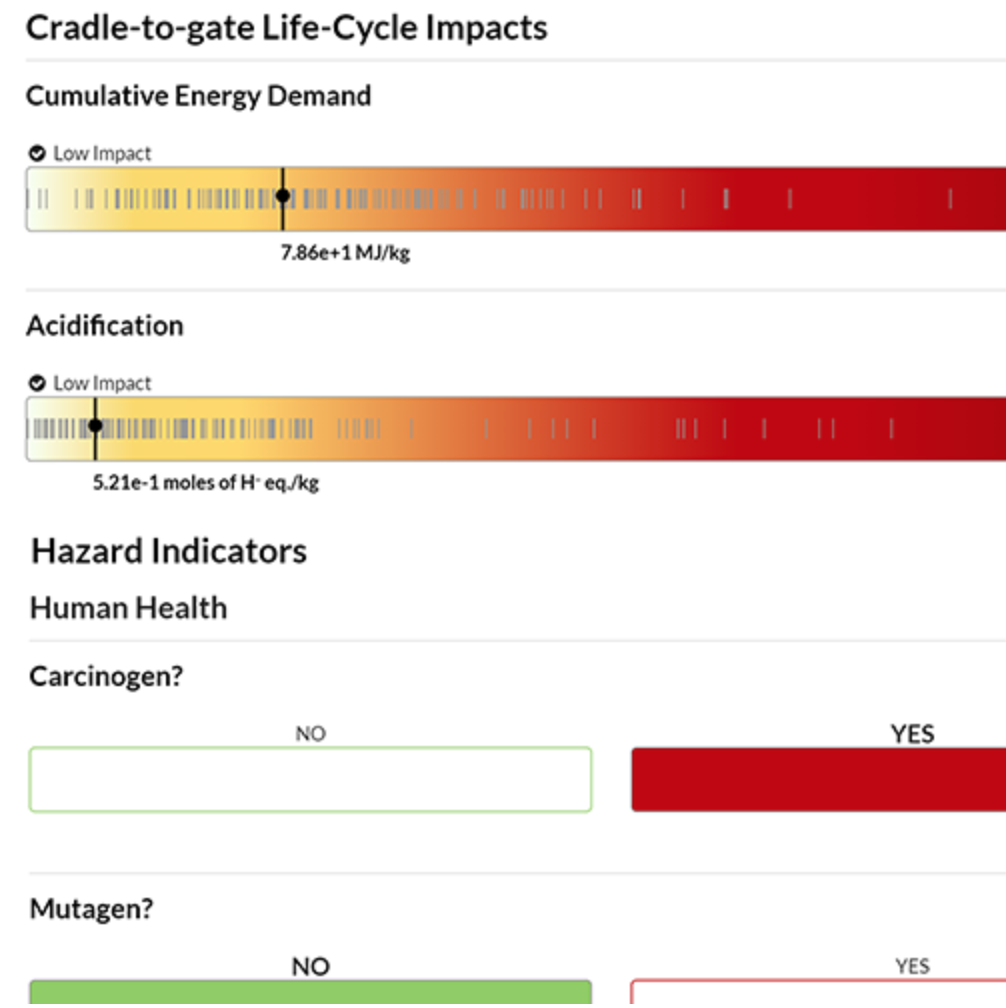 Cradle-to-gate Life-Cycle Impacts
Cumulative Energy Demand
Low Impact
7.86e+1 MJ/kg
Acidification
Low Impact
5.21e-1 moles of H⁻ eq./kg
Hazard Indicators
Human Health
Carcinogen?
NO YES
Mutagen?
NO YES